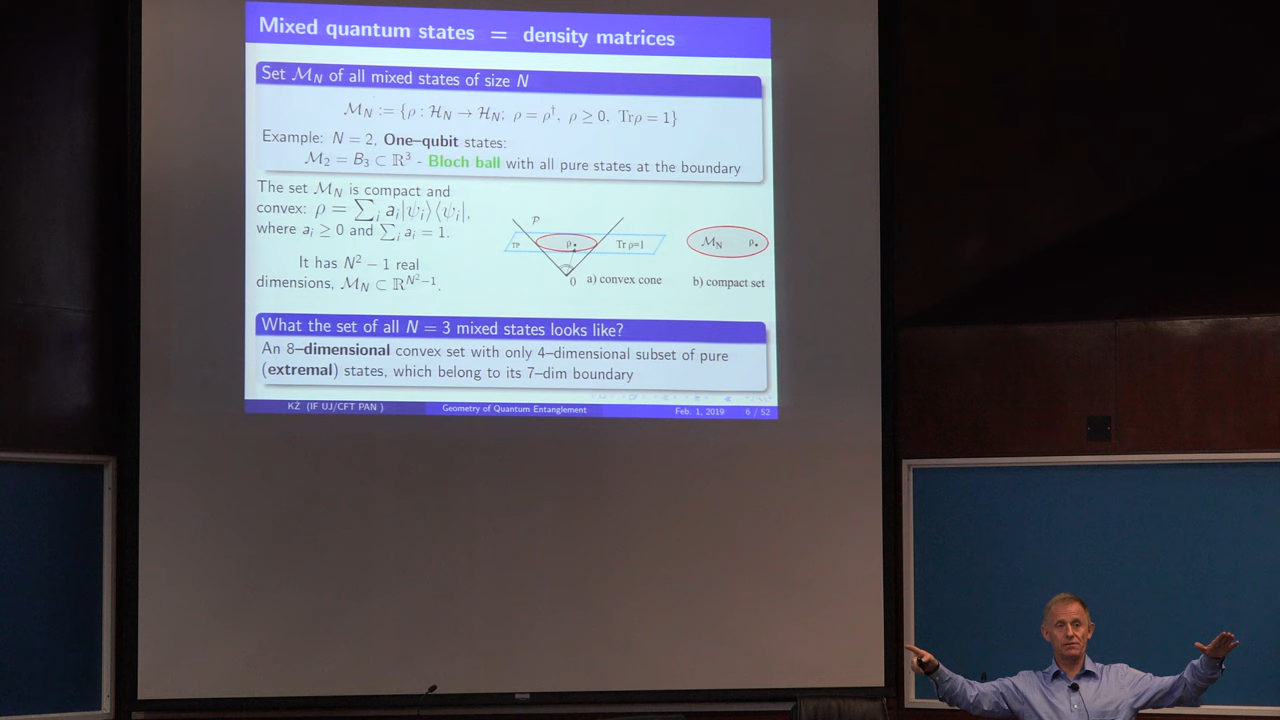 Mixed quantum states = density matrices
Set ℳ_N of all mixed states of size N
ℳ_N := {ρ : ℋ_N → ℋ_N; ρ = ρ†, ρ ≥ 0, Trρ = 1}
Example: N = 2, One–qubit states:
ℳ_2 = B_3 ⊂ ℝ^3 - Bloch ball with all pure states at the boundary
The set ℳ_N is compact and
convex: ρ = ∑_i a_i|ψ_i⟩⟨ψ_i|,
where a_i ≥ 0 and ∑_i a_i = 1.
It has N^2 − 1 real
dimensions, ℳ_N ⊂ ℝ^{N^2−1}.
𝒫
TP
ρ
Tr ρ=1
0
a) convex cone
ℳ_N ρ
b) compact set
What the set of all N = 3 mixed states looks like?
An 8–dimensional convex set with only 4–dimensional subset of pure
(extremal) states, which belong to its 7–dim boundary
KŻ (IF UJ/CFT PAN )
Geometry of Quantum Entanglement
Feb. 1, 2019
6 / 52